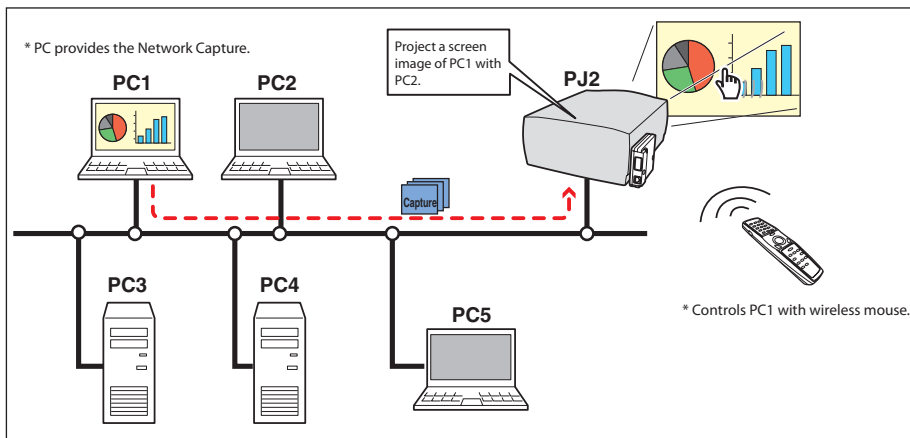 * PC provides the Network Capture.
Project a screen
image of PC1 with
PC2.
PC1
PC2
PJ2
Capture
PC3
PC4
PC5
* Controls PC1 with wireless mouse.